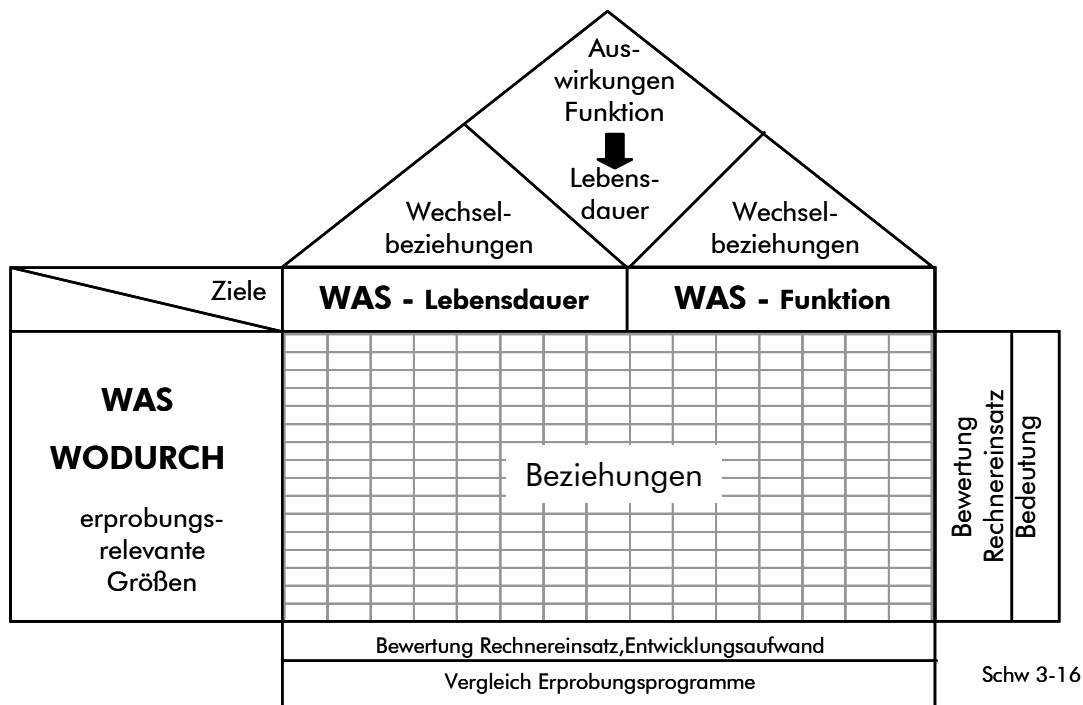 Aus-
wirkungen
Funktion
Lebens-
dauer
Wechsel-
beziehungen
Wechsel-
beziehungen
Ziele
WAS - Lebensdauer
WAS - Funktion
WAS
WODURCH
erprobungs-
relevante
Größen
Beziehungen
Bewertung
Rechnereinsatz
Bedeutung
Bewertung Rechnereinsatz,Entwicklungsaufwand
Vergleich Erprobungsprogramme
Schw 3-16